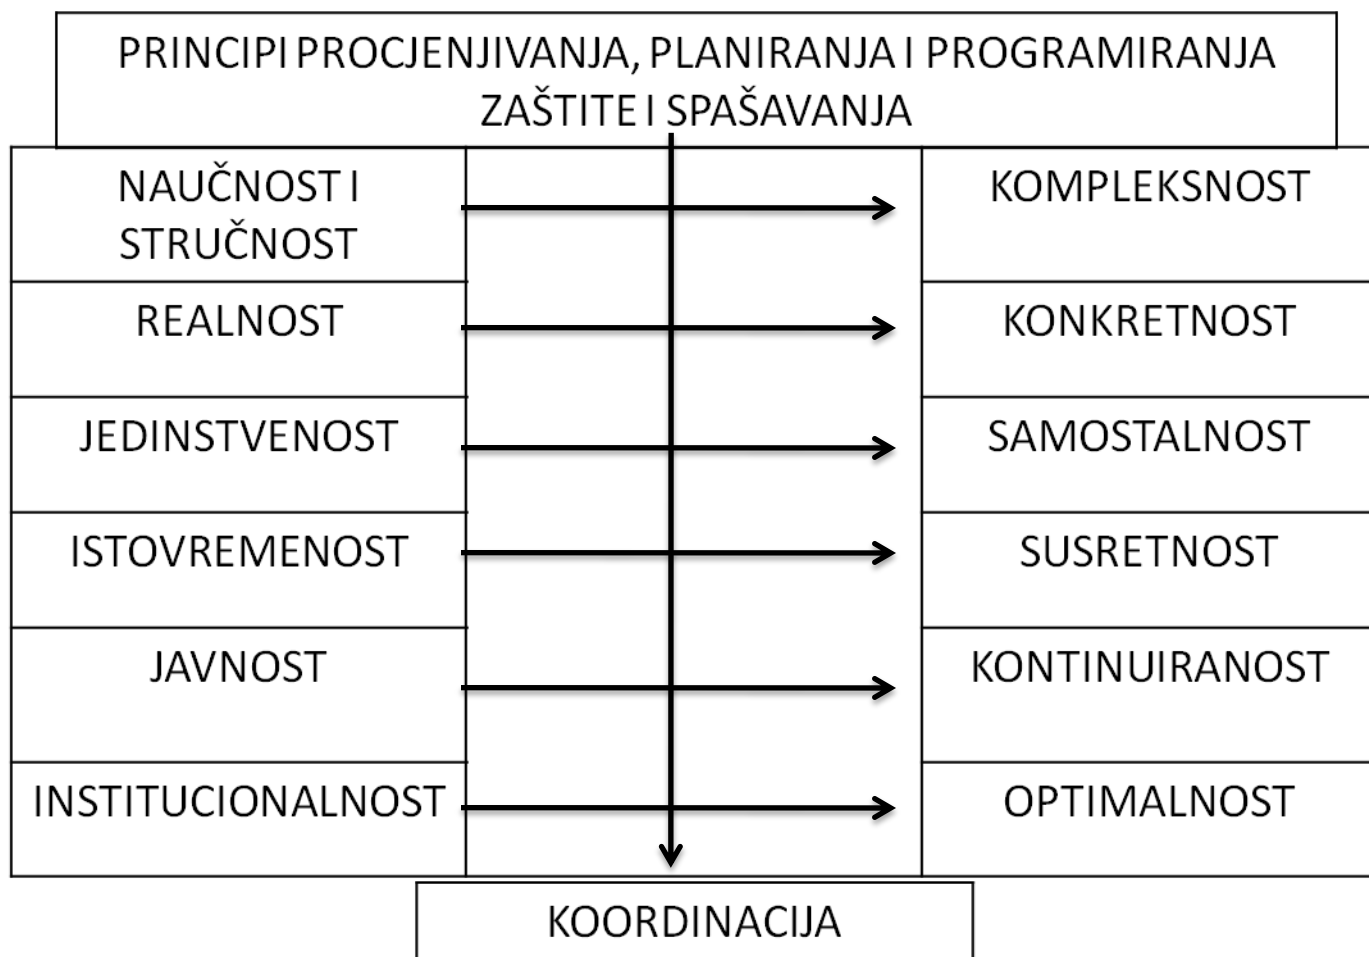 PRINCIPI PROCJENJIVANJA, PLANIRANJA I PROGRAMIRANJA
ZAŠTITE I SPAŠAVANJA
NAUČNOST I
STRUČNOST
KOMPLEKSNOST
REALNOST
KONKRETNOST
JEDINSTVENOST
SAMOSTALNOST
ISTOVREMENOST
SUSRETNOST
JAVNOST
KONTINUIRANOST
INSTITUCIONALNOST
OPTIMALNOST
KOORDINACIJA